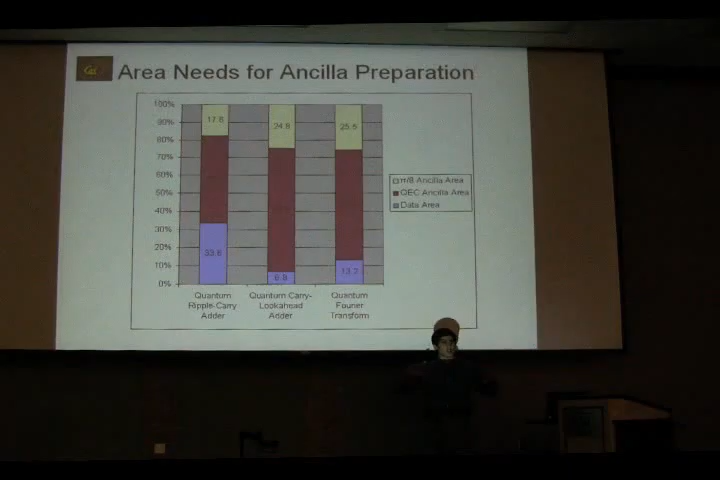 Cal
Area Needs for Ancilla Preparation
100%
90%
80%
70%
60%
50%
40%
30%
20%
10%
0%
17.8
24.8
25.5
33.6
6.9
13.2
π/8 Ancilla Area
QEC Ancilla Area
Data Area
Quantum Ripple-Carry Adder
Quantum Carry-Lookahead Adder
Quantum Fourier Transform